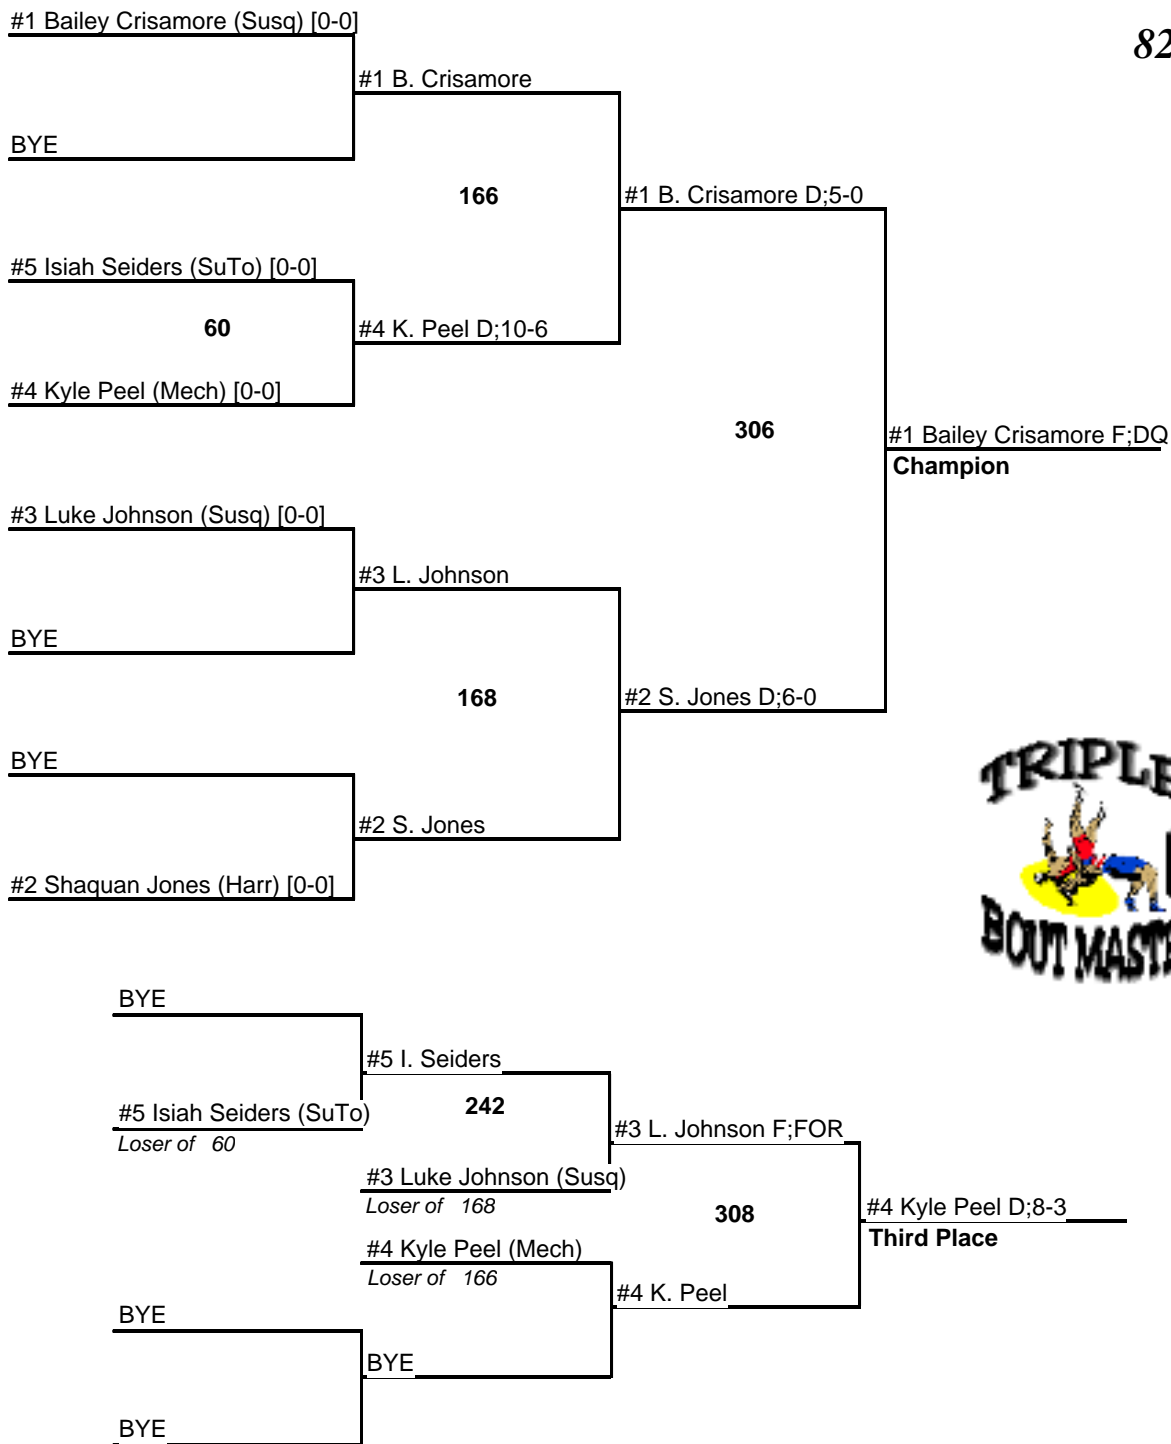 #1 Bailey Crisamore (Susq) [0-0]
82
#1 B. Crisamore
BYE
166
#1 B. Crisamore D;5-0
#5 Isiah Seiders (SuTo) [0-0]
60
#4 K. Peel D;10-6
#4 Kyle Peel (Mech) [0-0]
306
#1 Bailey Crisamore F;DQ
Champion
#3 Luke Johnson (Susq) [0-0]
#3 L. Johnson
BYE
168
#2 S. Jones D;6-0
BYE
#2 S. Jones
#2 Shaquan Jones (Harr) [0-0]
TRIPLE
BOUT MAST
BYE
#5 I. Seiders
242
#5 Isiah Seiders (SuTo)
Loser of 60
#3 L. Johnson F;FOR
#3 Luke Johnson (Susq)
Loser of 168
308
#4 Kyle Peel D;8-3
Third Place
#4 Kyle Peel (Mech)
Loser of 166
#4 K. Peel
BYE
BYE
BYE